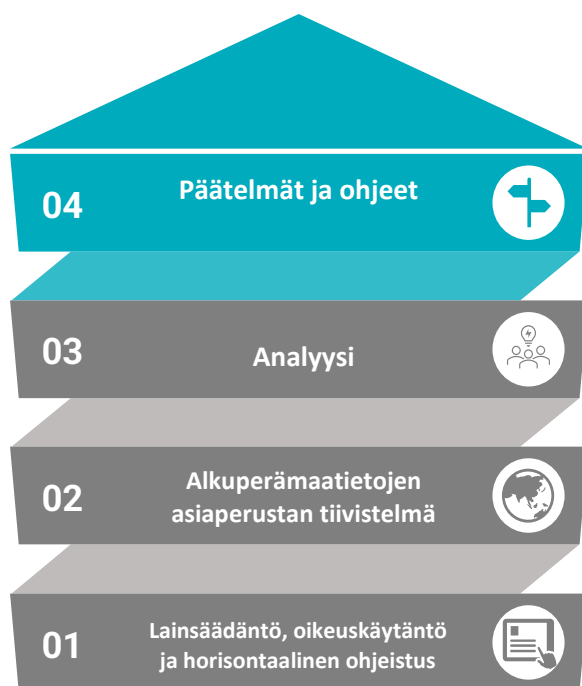 04
Päätelmät ja ohjeet
03
Analyysi
02
Alkuperämaatietojen
asiaperustan tiivistelmä
01
Lainsäädäntö, oikeuskäytäntö
ja horisontaalinen ohjeistus